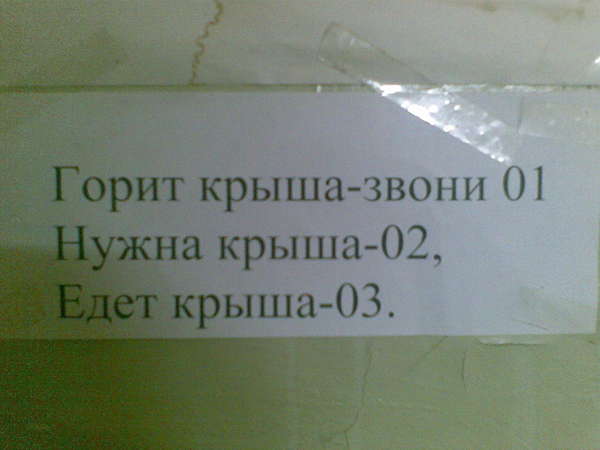 Горит крыша-звони 01
Нужна крыша-02,
Едет крыша-03.